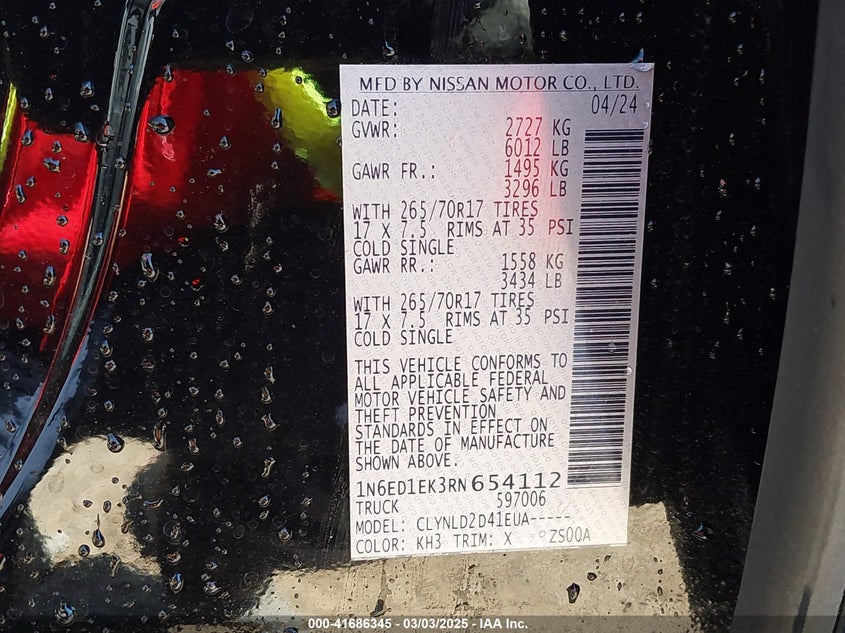 MFD BY NISSAN MOTOR CO., LTD.
DATE: 04/24
GVWR: 2727 KG
6012 LB
GAWR FR.: 1495 KG
3296 LB
WITH 265/70R17 TIRES
17 X 7.5 RIMS AT 35 PSI
COLD SINGLE
GAWR RR.: 1558 KG
3434 LB
WITH 265/70R17 TIRES
17 X 7.5 RIMS AT 35 PSI
COLD SINGLE
THIS VEHICLE CONFORMS TO
ALL APPLICABLE FEDERAL
MOTOR VEHICLE SAFETY AND
THEFT PREVENTION
STANDARDS IN EFFECT ON
THE DATE OF MANUFACTURE
SHOWN ABOVE.
1N6ED1EK3RN654112
TRUCK 597006
MODEL: CLYNLD2D41EUA-----
COLOR: KH3 TRIM: X ZS00A
000-41686345 - 03/03/2025 - IAA Inc.